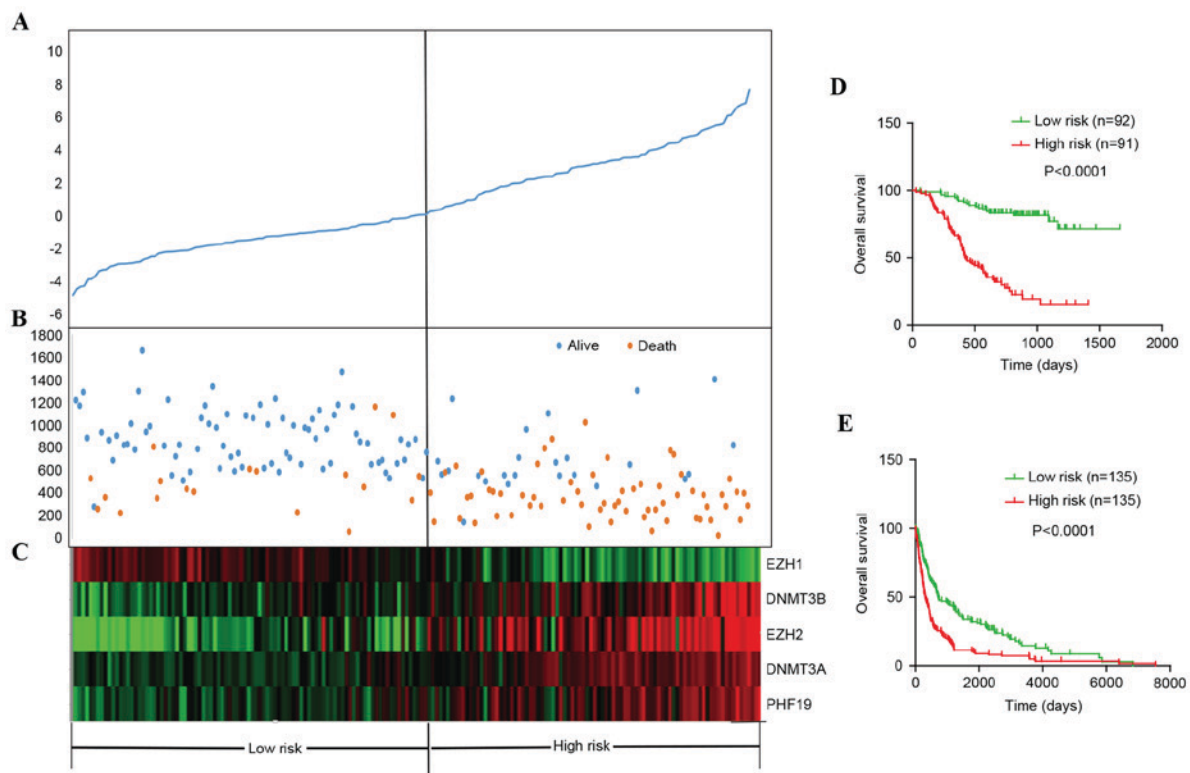 A
10
8
6
4
2
0
-2
-4
-6
B
1800
1600
1400
1200
1000
800
600
400
200
0
Alive Death
C
EZH1
DNMT3B
EZH2
DNMT3A
PHF19
Low risk High risk
D
150
100
50
0
Overall survival
Low risk (n=92)
High risk (n=91)
P<0.0001
500 1000 1500 2000
Time (days)
E
150
100
50
0
Overall survival
Low risk (n=135)
High risk (n=135)
P<0.0001
0 2000 4000 6000 8000
Time (days)